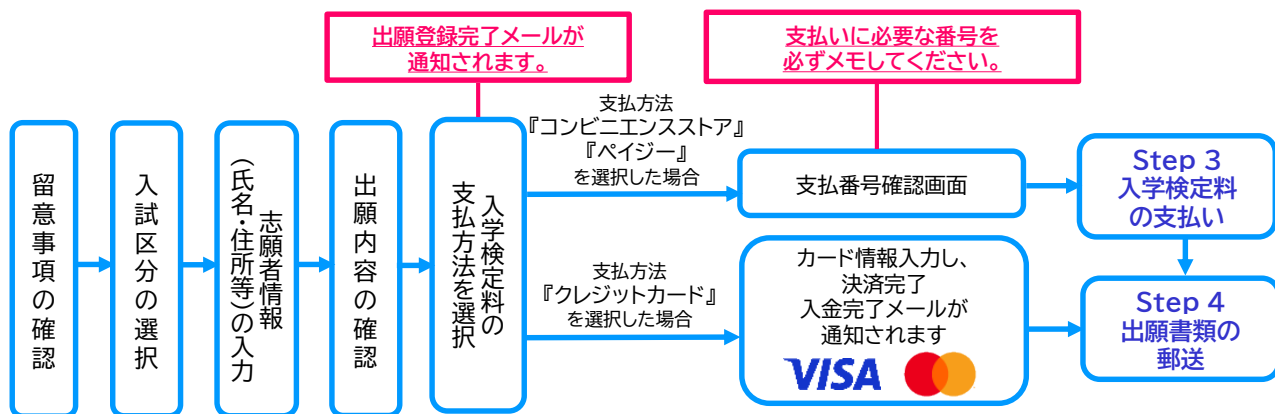 出願登録完了メールが
通知されます。
支払いに必要な番号を
必ずメモしてください。
留意事項の確認
入試区分の選択
志願者情報
（氏名・住所等）の入力
出願内容の確認
入学検定料の
支払方法を選択
支払方法
『コンビニエンスストア』
『ペイジー』
を選択した場合
支払番号確認画面
Step 3
入学検定料
の支払い
支払方法
『クレジットカード』
を選択した場合
カード情報入力し、
決済完了
入金完了メールが
通知されます
VISA
Step 4
出願書類の
郵送